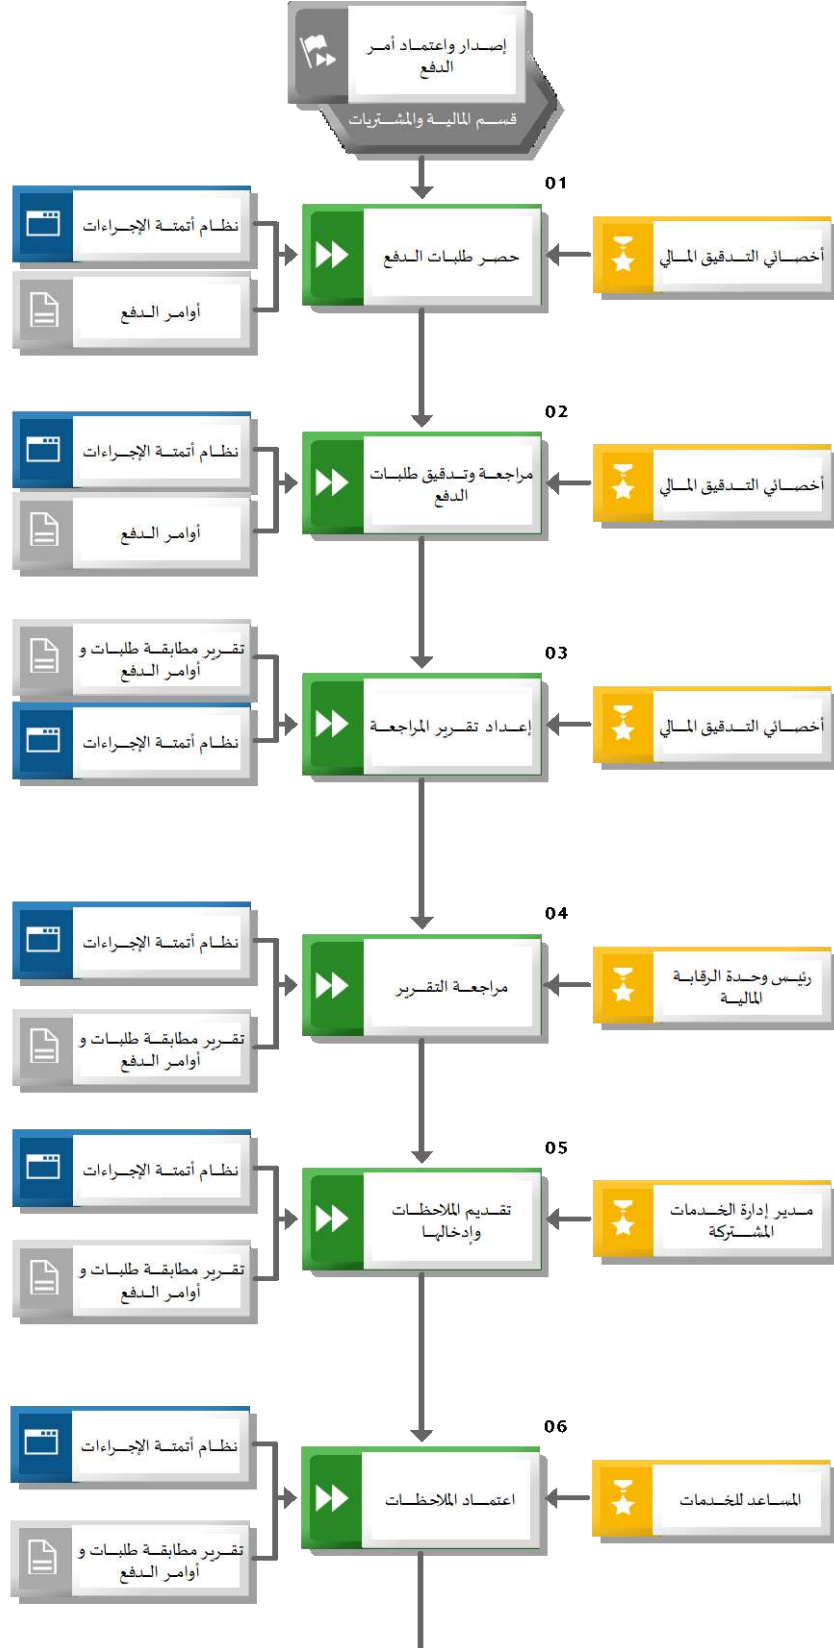 إصدار واعتماد أمر
الدفع
قسم المالية والمشتريات
01
أخصائي التدقيق المالي
حصر طلبات الدفع
نظام أتمتة الإجراءات
أوامر الدفع
02
أخصائي التدقيق المالي
مراجعة وتدقيق طلبات
الدفع
نظام أتمتة الإجراءات
أوامر الدفع
03
أخصائي التدقيق المالي
إعداد تقرير المراجعة
تقرير مطابقة طلبات و
أوامر الدفع
نظام أتمتة الإجراءات
04
رئيس وحدة الرقابة
المالية
مراجعة التقرير
نظام أتمتة الإجراءات
تقرير مطابقة طلبات و
أوامر الدفع
05
مدير إدارة الخدمات
المشتركة
تقديم الملاحظات
وإدخالها
نظام أتمتة الإجراءات
تقرير مطابقة طلبات و
أوامر الدفع
06
المساعد للخدمات
اعتماد الملاحظات
نظام أتمتة الإجراءات
تقرير مطابقة طلبات و
أوامر الدفع